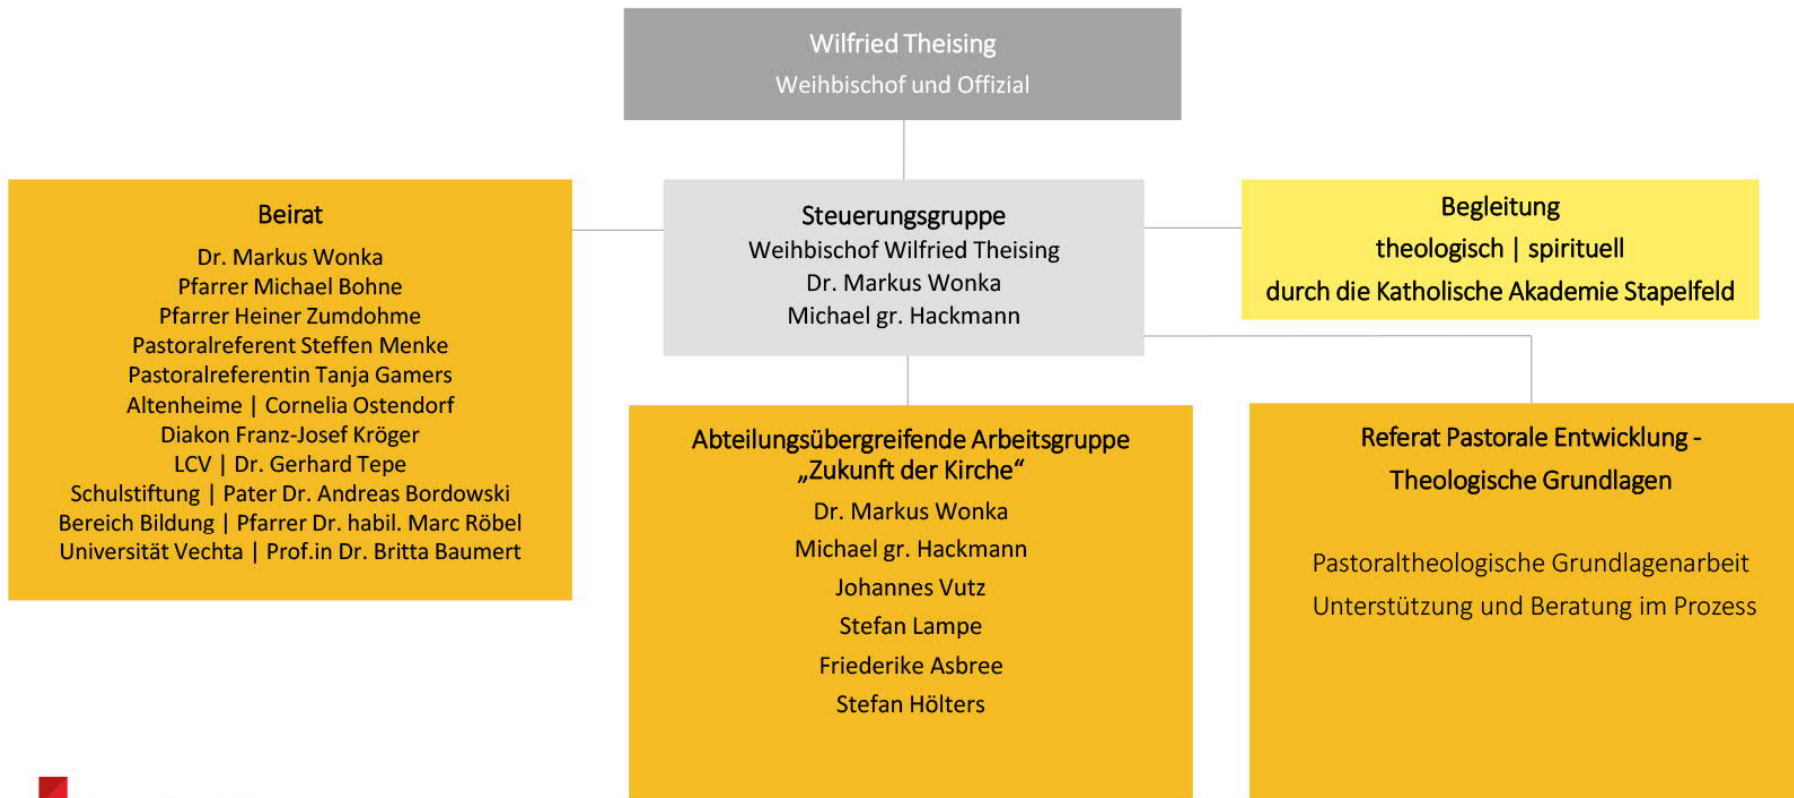 Wilfried Theising
Weihbischof und Offizial
Beirat
Dr. Markus Wonka
Pfarrer Michael Bohne
Pfarrer Heiner Zumdohme
Pastoralreferent Steffen Menke
Pastoralreferentin Tanja Gamers
Altenheime | Cornelia Ostendorf
Diakon Franz-Josef Kröger
LCV | Dr. Gerhard Tepe
Schulstiftung | Pater Dr. Andreas Bordowski
Bereich Bildung | Pfarrer Dr. habil. Marc Röbel
Universität Vechta | Prof.in Dr. Britta Baumert
Steuerungsgruppe
Weihbischof Wilfried Theising
Dr. Markus Wonka
Michael gr. Hackmann
Begleitung
theologisch | spirituell
durch die Katholische Akademie Stapelfeld
Abteilungsübergreifende Arbeitsgruppe
„Zukunft der Kirche“
Dr. Markus Wonka
Michael gr. Hackmann
Johannes Vutz
Stefan Lampe
Friederike Asbree
Stefan Hölters
Referat Pastorale Entwicklung -
Theologische Grundlagen
Pastoraltheologische Grundlagenarbeit
Unterstützung und Beratung im Prozess